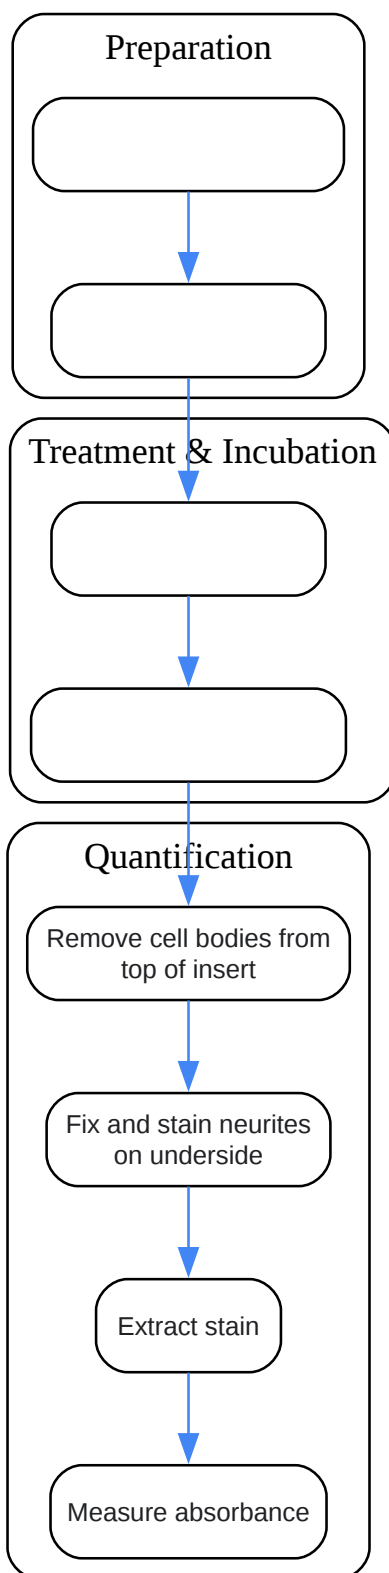 Preparation
Treatment & Incubation
Quantification
Remove cell bodies from
top of insert
Fix and stain neurites
on underside
Extract stain
Measure absorbance